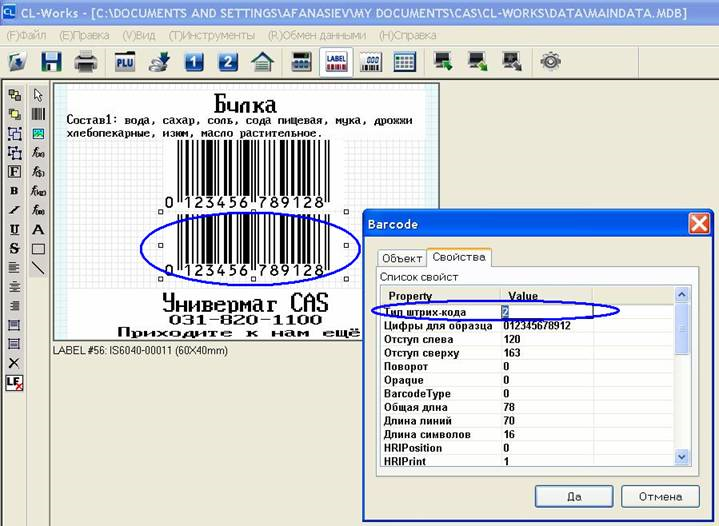 CL-Works - [C:\DOCUMENTS AND SETTINGS\AFANASIEV\MY DOCUMENTS\CAS\CL-WORKS\DATA\MAINDATA.MDB]
(F)Файл (E)Правка (V)Вид (T)Инструменты (R)Обмен данными (H)Справка
PLU 1 2 LABEL 000
Булка
Состав1: вода, сахар, соль, сода пищевая, мука, дрожжи
хлебопекарные, изюм, масло растительное.
0 123456 789128
0 123456 789128
Универмаг CAS
031-820-1100
Приходите к нам ещё
LABEL #56: IS6040-00011 (60X40mm)
F
B
I
U
S
A
LF
Barcode
Объект Свойства
Список свойст
Property Value
Тип штрих-кода 2
Цифры для образца 012345678912
Отступ слева 120
Отступ сверху 163
Поворот 0
Opaque 0
BarcodeType 0
Общая длна 78
Длина линий 70
Длина символов 16
HRIPosition 0
HRIPrint 1
Да Отмена